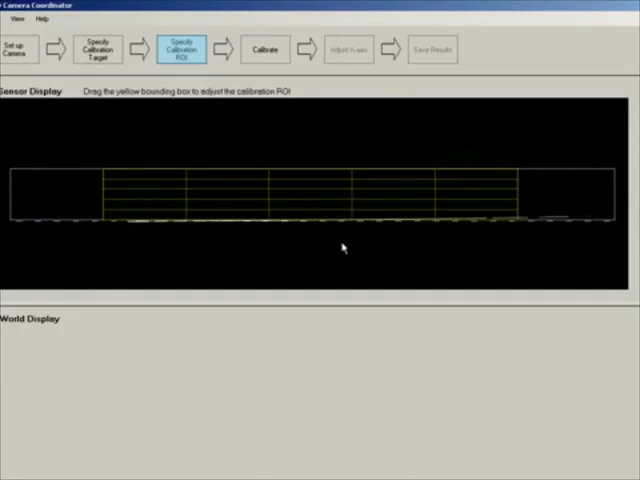 Camera Coordinator
View Help
Set up Camera
Specify Calibration Target
Specify Calibration ROI
Calibrate
Adjust X-axis
Save Results
Sensor Display Drag the yellow bounding box to adjust the calibration ROI
World Display